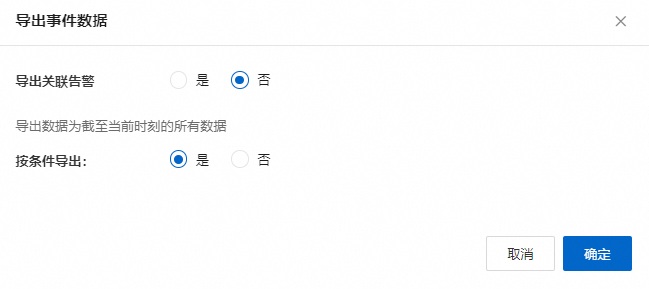 导出事件数据
导出关联告警 是 否
导出数据为截至当前时刻的所有数据
按条件导出: 是 否
取消 确定